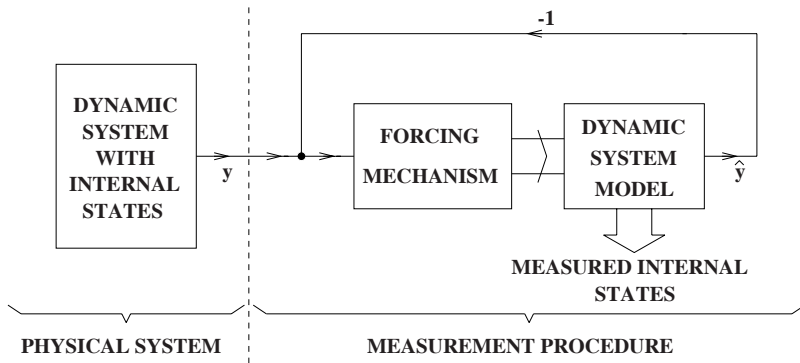 -1
DYNAMIC
SYSTEM
WITH
INTERNAL
STATES
y
FORCING
MECHANISM
DYNAMIC
SYSTEM
MODEL
ŷ
MEASURED INTERNAL
STATES
PHYSICAL SYSTEM
MEASUREMENT PROCEDURE